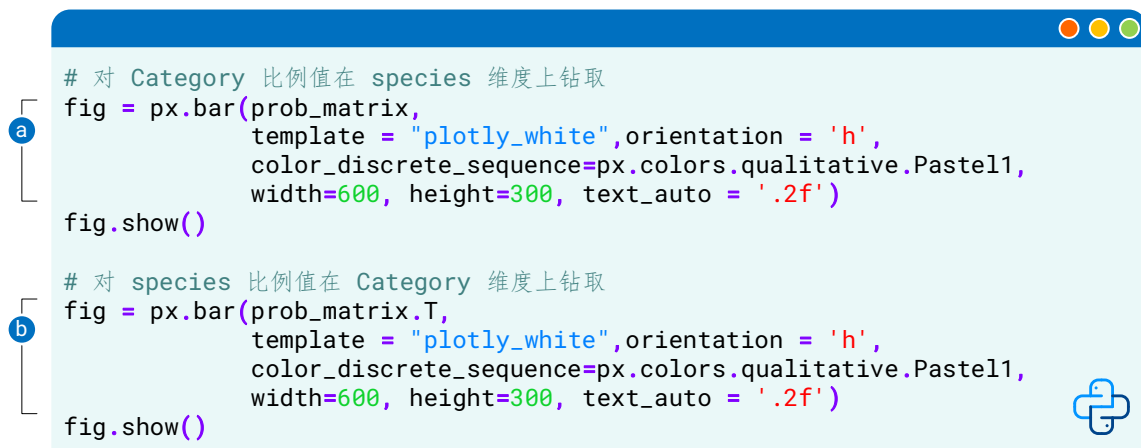 # 对 Category 比例值在 species 维度上钻取
a
fig = px.bar(prob_matrix,
template = "plotly_white",orientation = 'h',
color_discrete_sequence=px.colors.qualitative.Pastel1,
width=600, height=300, text_auto = '.2f')
fig.show()
# 对 species 比例值在 Category 维度上钻取
b
fig = px.bar(prob_matrix.T,
template = "plotly_white",orientation = 'h',
color_discrete_sequence=px.colors.qualitative.Pastel1,
width=600, height=300, text_auto = '.2f')
fig.show()